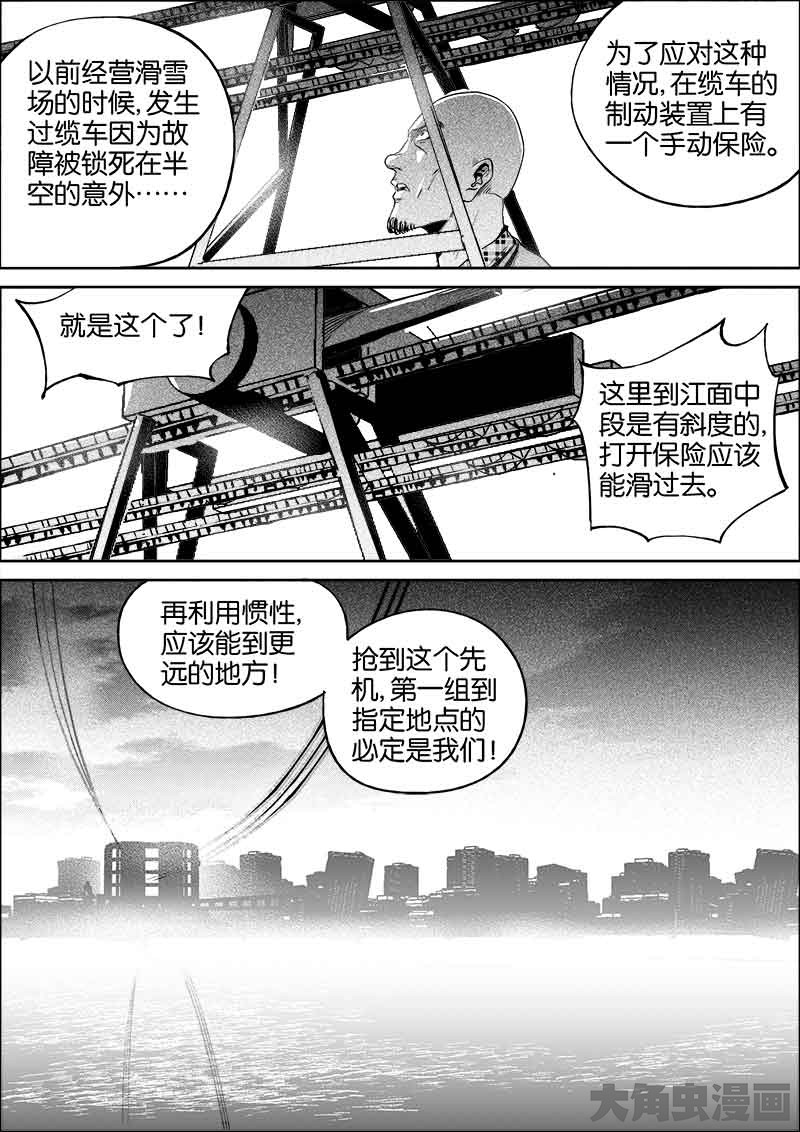 以前经营滑雪
场的时候,发生
过缆车因为故
障被锁死在半
空的意外……
为了应对这种
情况,在缆车的
制动装置上有
一个手动保险。
就是这个了!
这里到江面中
段是有斜度的,
打开保险应该
能滑过去。
再利用惯性,
应该能到更
远的地方!
抢到这个先
机,第一组到
指定地点的
必定是我们!
大角虫漫画